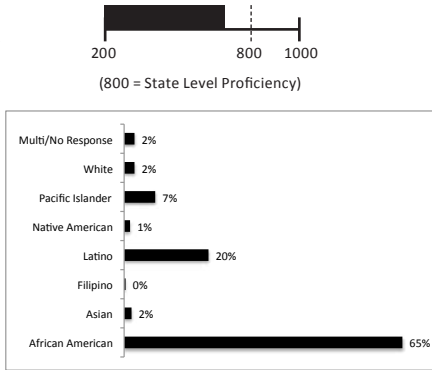 200 800 1000
(800 = State Level Proficiency)
Multi/No Response 2%
White 2%
Pacific Islander 7%
Native American 1%
Latino 20%
Filipino 0%
Asian 2%
African American 65%